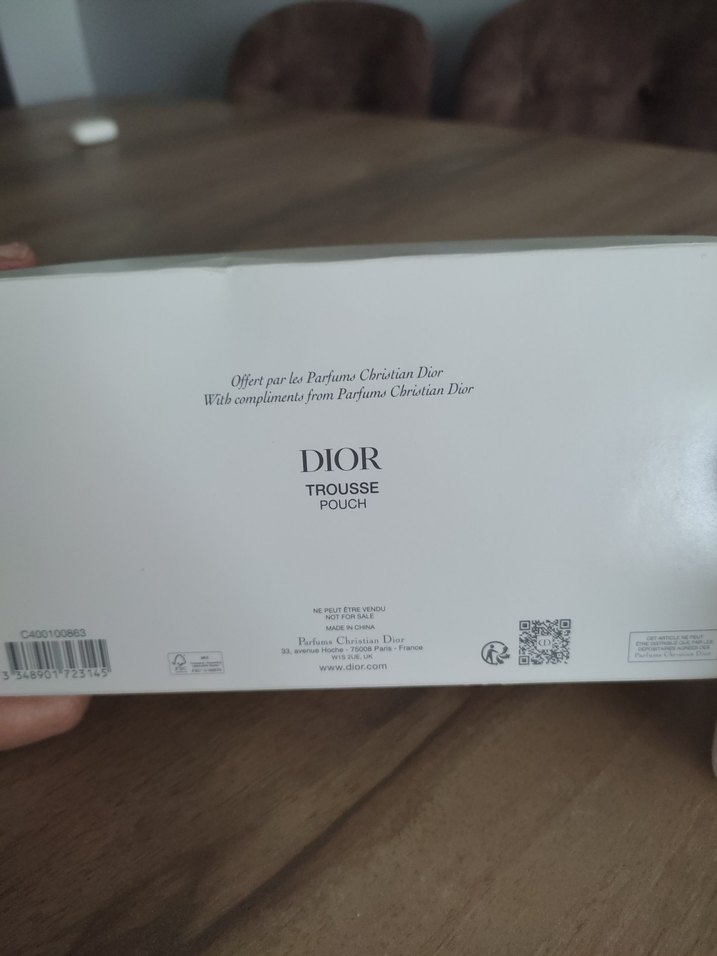 Offert par les Parfums Christian Dior
With compliments from Parfums Christian Dior
DIOR
TROUSSE
POUCH
NE PEUT ÊTRE VENDU
NOT FOR SALE
MADE IN CHINA
Parfums Christian Dior
33, avenue Hoche - 75008 Paris - France
W1S 2UE, UK
www.dior.com
C400100863
3 348901 723145
FSC
MIX
CD
CET ARTICLE NE PEUT
ÊTRE DISTRIBUÉ QUE PAR LES
DÉPOSITAIRES AGRÉÉS DES
Parfums Christian Dior